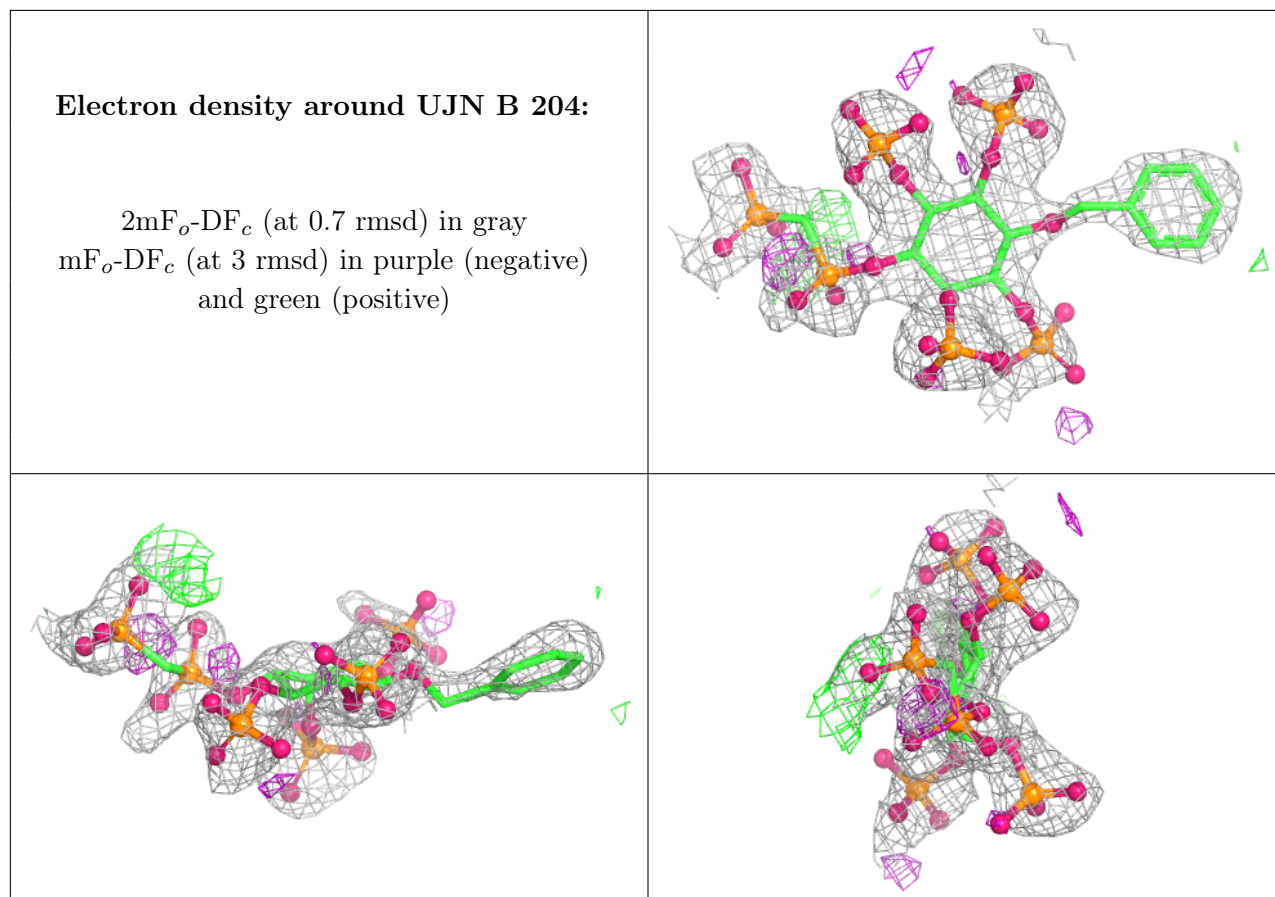 Electron density around UJN B 204:
2mFₒ-DF𝒸 (at 0.7 rmsd) in gray
mFₒ-DF𝒸 (at 3 rmsd) in purple (negative)
and green (positive)